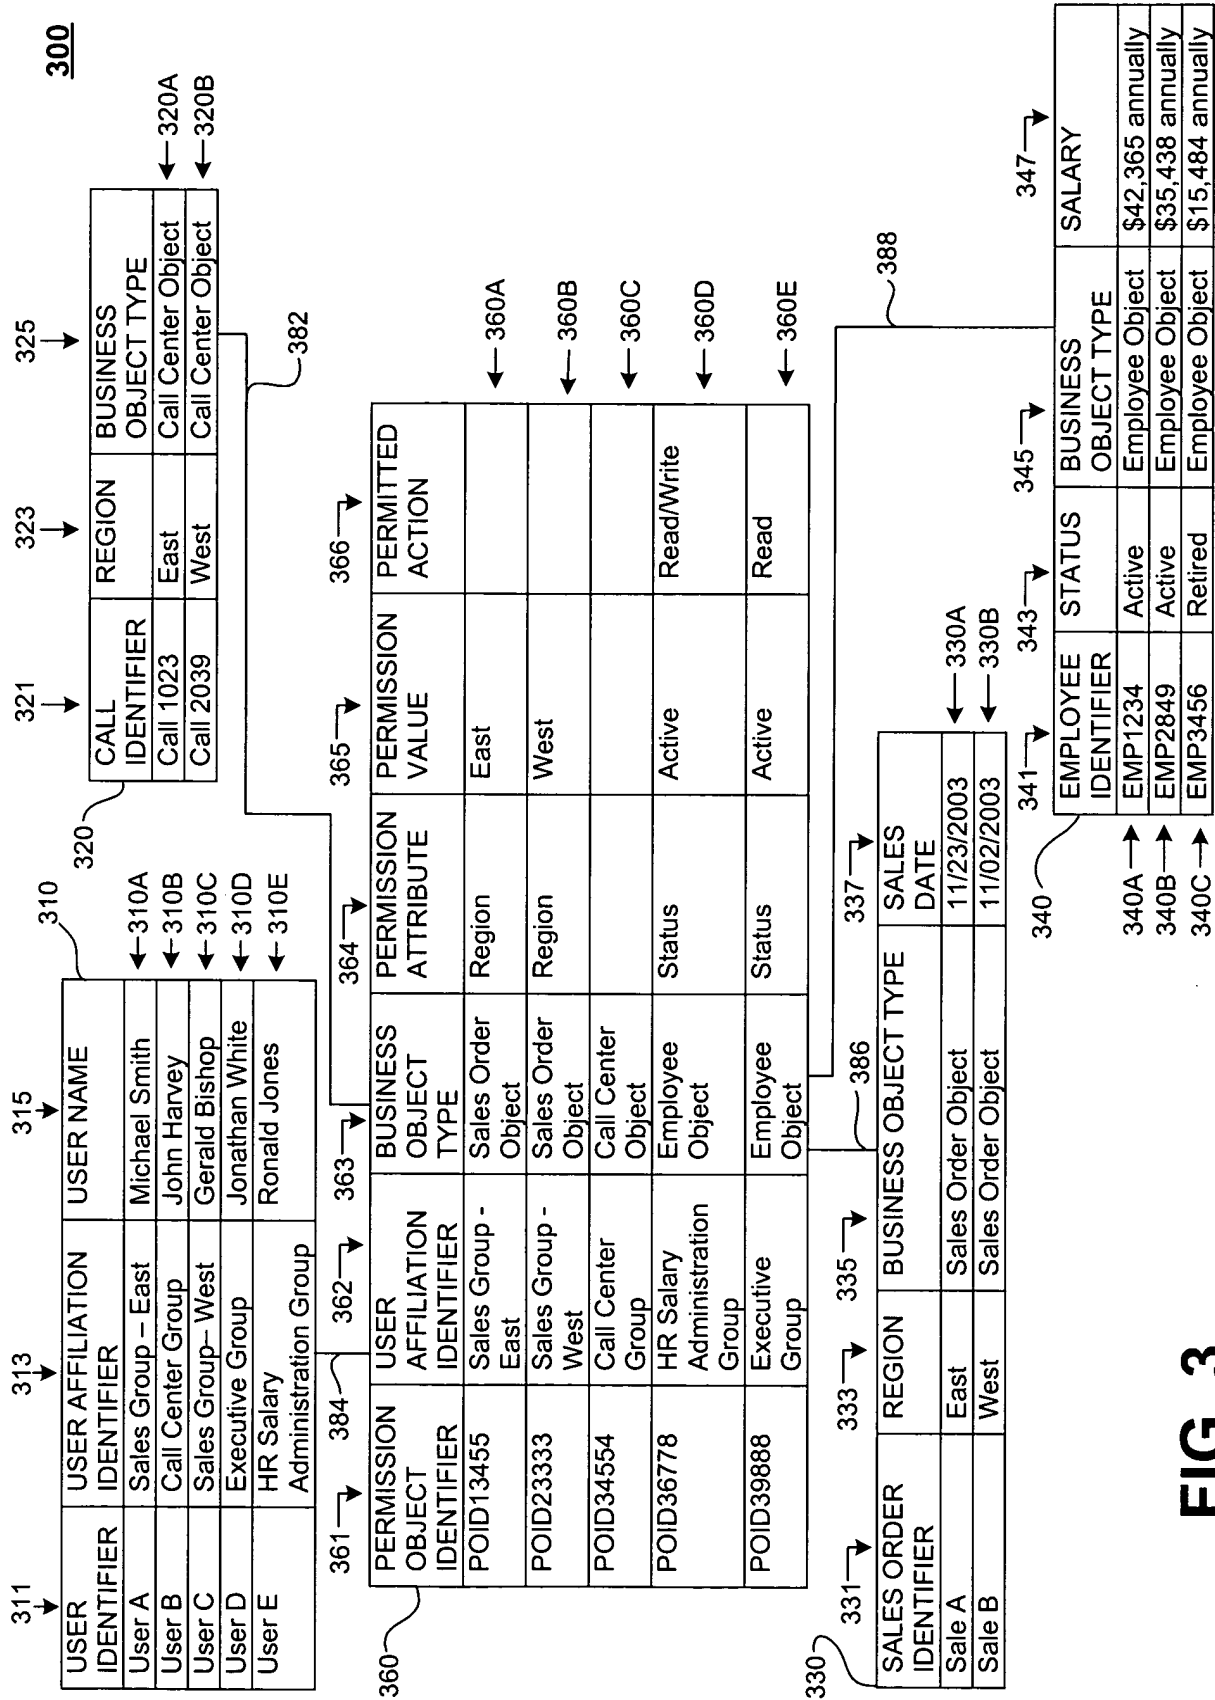 300
311
313
315
USER IDENTIFIER | USER AFFILIATION IDENTIFIER | USER NAME
User A | Sales Group – East | Michael Smith
User B | Call Center Group | John Harvey
User C | Sales Group– West | Gerald Bishop
User D | Executive Group | Jonathan White
User E | HR Salary Administration Group | Ronald Jones
310
310A
310B
310C
310D
310E
321
323
325
CALL IDENTIFIER | REGION | BUSINESS OBJECT TYPE
Call 1023 | East | Call Center Object
Call 2039 | West | Call Center Object
320
320A
320B
382
384
361
362
363
364
365
366
PERMISSION OBJECT IDENTIFIER | USER AFFILIATION IDENTIFIER | BUSINESS OBJECT TYPE | PERMISSION ATTRIBUTE | PERMISSION VALUE | PERMITTED ACTION
POID13455 | Sales Group - East | Sales Order Object | Region | East
POID23333 | Sales Group - West | Sales Order Object | Region | West
POID34554 | Call Center Group | Call Center Object
POID36778 | HR Salary Administration Group | Employee Object | Status | Active | Read/Write
POID39888 | Executive Group | Employee Object | Status | Active | Read
360
360A
360B
360C
360D
360E
386
388
331
333
335
337
SALES ORDER IDENTIFIER | REGION | BUSINESS OBJECT TYPE | SALES DATE
Sale A | East | Sales Order Object | 11/23/2003
Sale B | West | Sales Order Object | 11/02/2003
330
330A
330B
341
343
345
347
EMPLOYEE IDENTIFIER | STATUS | BUSINESS OBJECT TYPE | SALARY
EMP1234 | Active | Employee Object | $42,365 annually
EMP2849 | Active | Employee Object | $35,438 annually
EMP3456 | Retired | Employee Object | $15,484 annually
340
340A
340B
340C
FIG 3